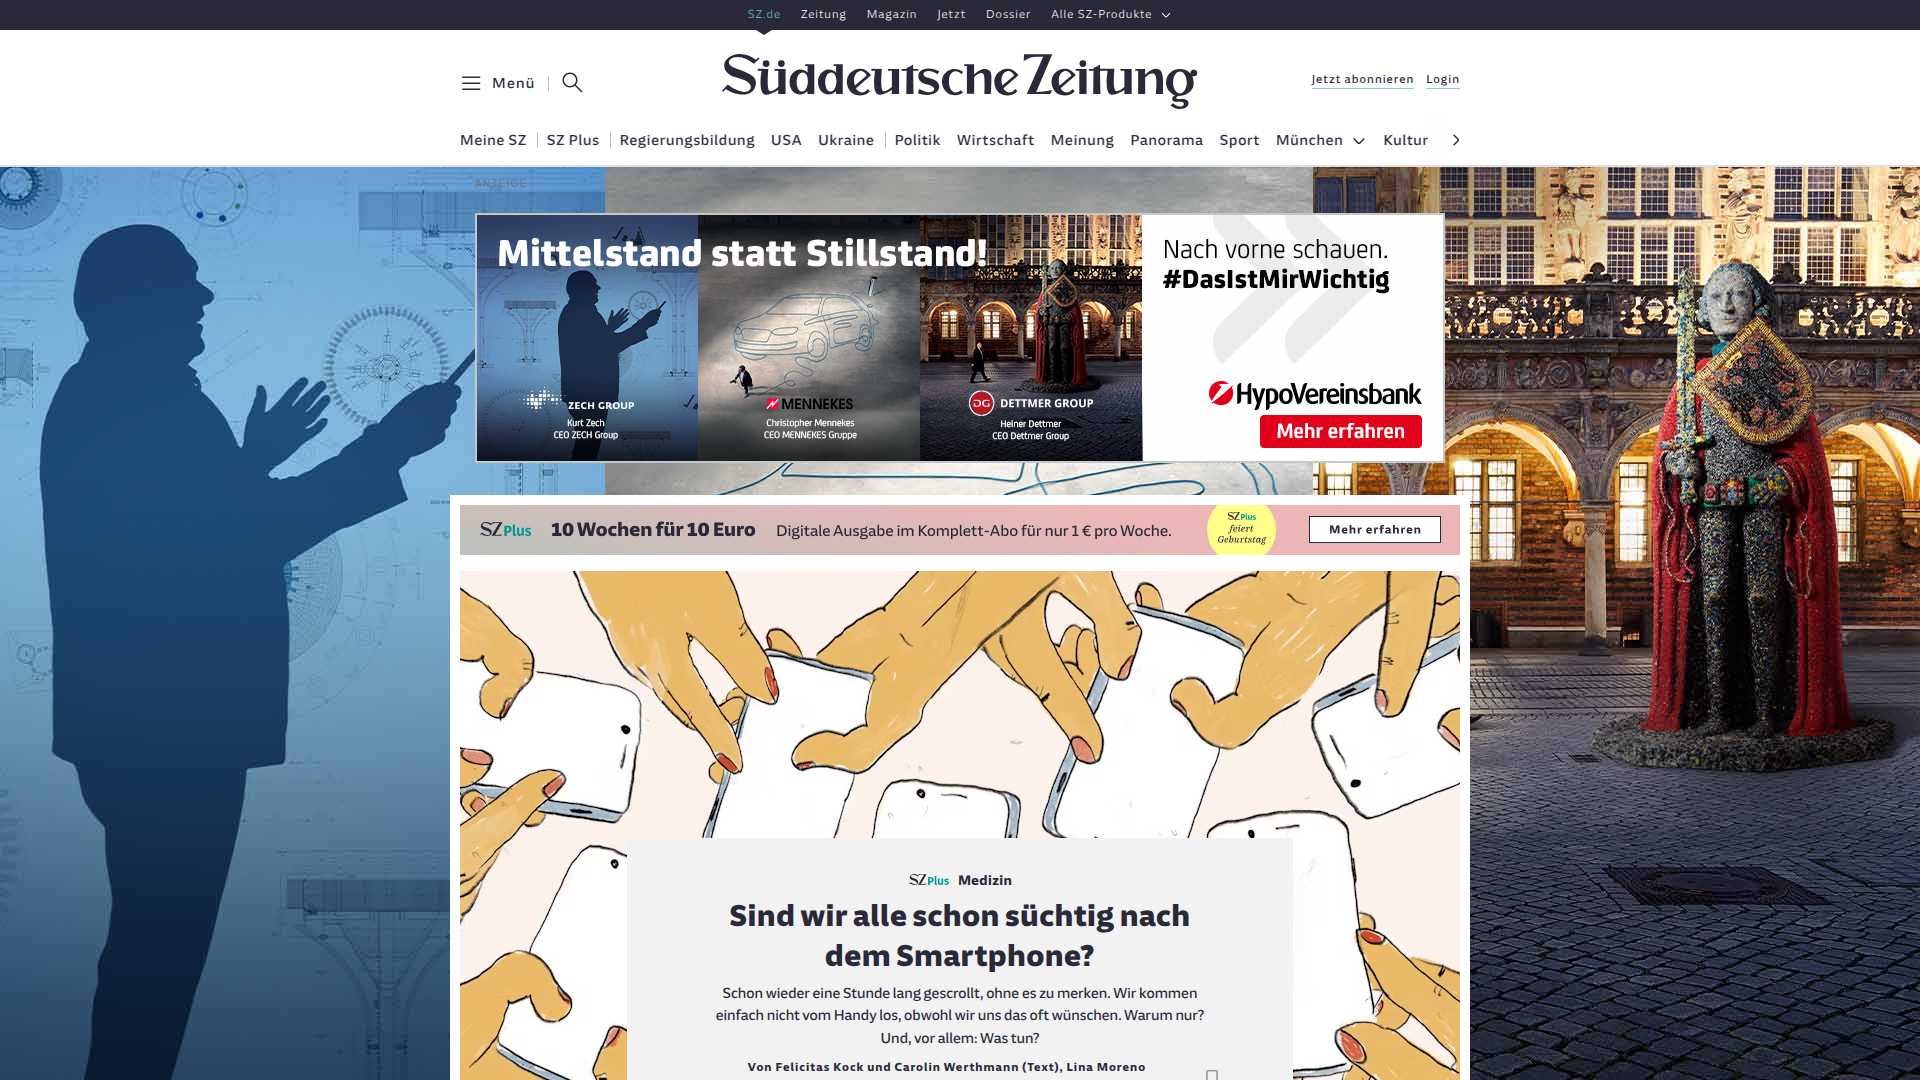 SZ.de Zeitung Magazin Jetzt Dossier Alle SZ-Produkte
Menü
Süddeutsche Zeitung
Jetzt abonnieren Login
Meine SZ SZ Plus Regierungsbildung USA Ukraine Politik Wirtschaft Meinung Panorama Sport München Kultur
ANZEIGE
Mittelstand statt Stillstand!
ZECH GROUP
Kurt Zech
CEO ZECH Group
MENNEKES
Christopher Mennekes
CEO MENNEKES Gruppe
DG DETTMER GROUP
Heiner Dettmer
CEO Dettmer Group
Nach vorne schauen.
#DasIstMirWichtig
HypoVereinsbank
Mehr erfahren
SZ Plus 10 Wochen für 10 Euro Digitale Ausgabe im Komplett-Abo für nur 1 € pro Woche.
SZ Plus
feiert
Geburtstag
Mehr erfahren
SZ Plus Medizin
Sind wir alle schon süchtig nach
dem Smartphone?
Schon wieder eine Stunde lang gescrollt, ohne es zu merken. Wir kommen
einfach nicht vom Handy los, obwohl wir uns das oft wünschen. Warum nur?
Und, vor allem: Was tun?
Von Felicitas Kock und Carolin Werthmann (Text), Lina Moreno